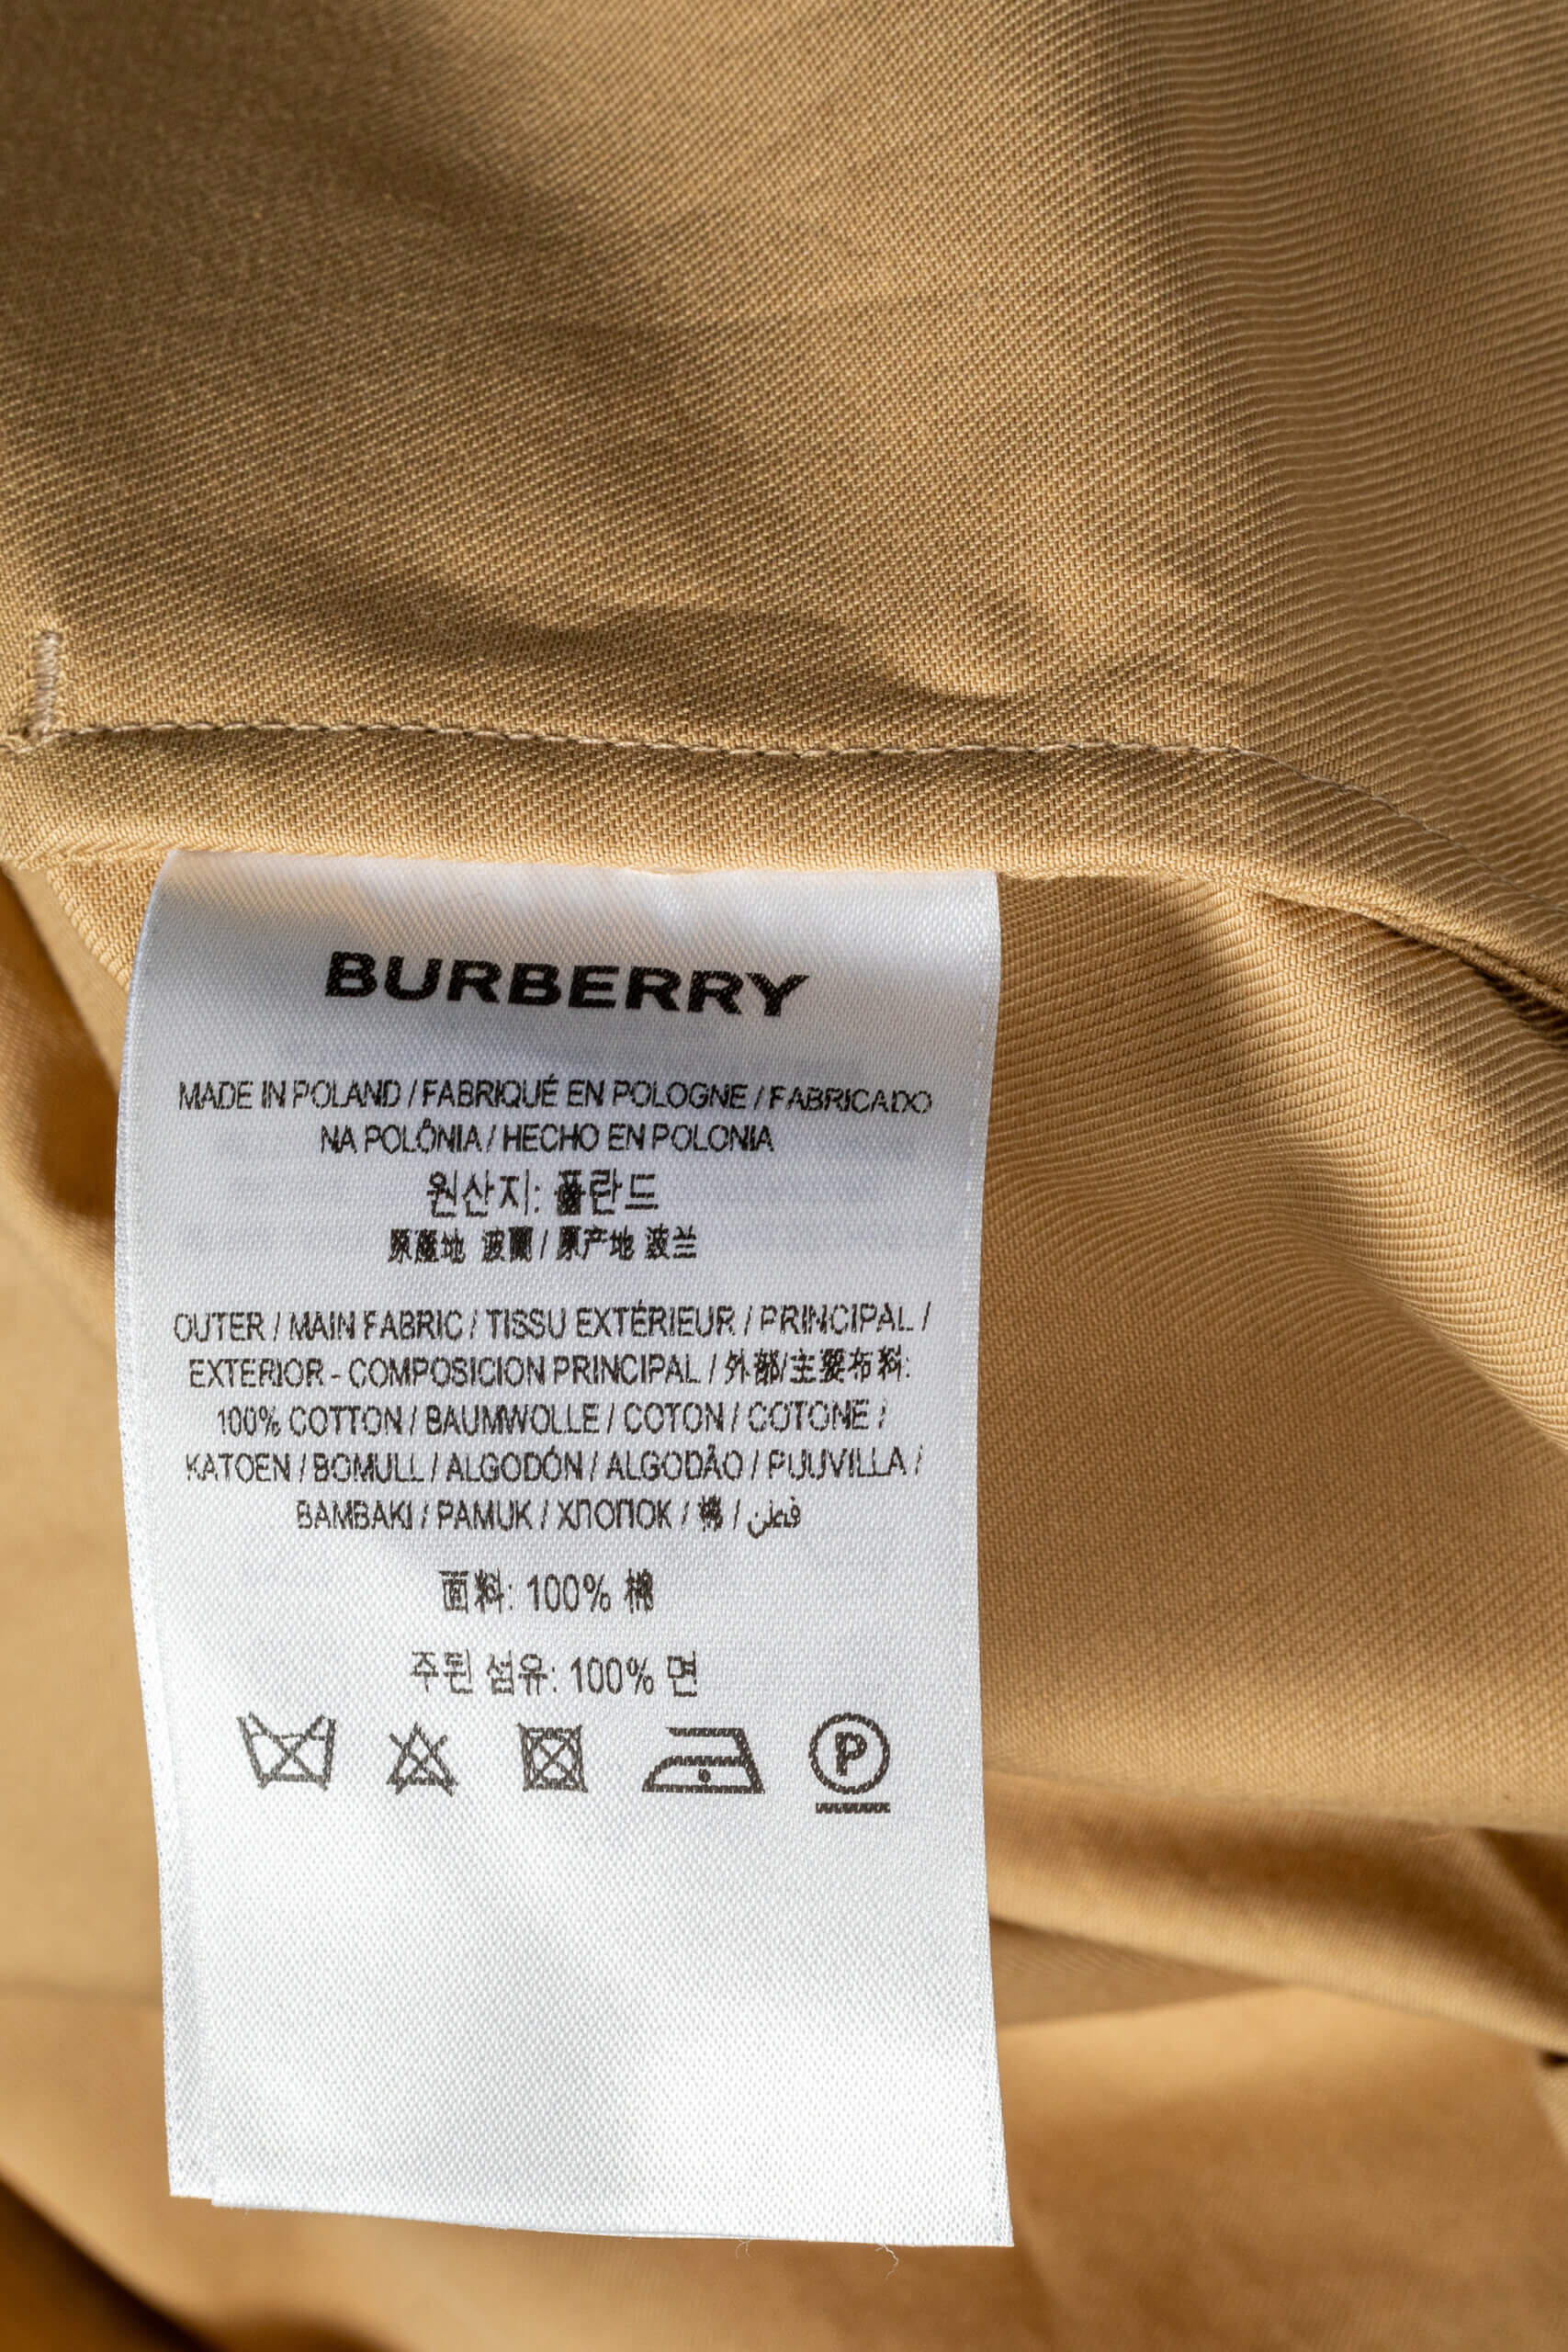 BURBERRY
MADE IN POLAND / FABRIQUÉ EN POLOGNE / FABRICADO
NA POLÔNIA / HECHO EN POLONIA
원산지: 폴란드
原產地 波蘭 / 原产地 波兰
OUTER / MAIN FABRIC / TISSU EXTÉRIEUR / PRINCIPAL /
EXTERIOR - COMPOSICION PRINCIPAL / 外部/主要布料:
100% COTTON / BAUMWOLLE / COTON / COTONE /
KATOEN / BOMULL / ALGODÓN / ALGODÃO / PUUVILLA /
BAMBAKI / PAMUK / ХЛОПОК / 棉 / قطن
面料: 100% 棉
주된 섬유: 100% 면
P